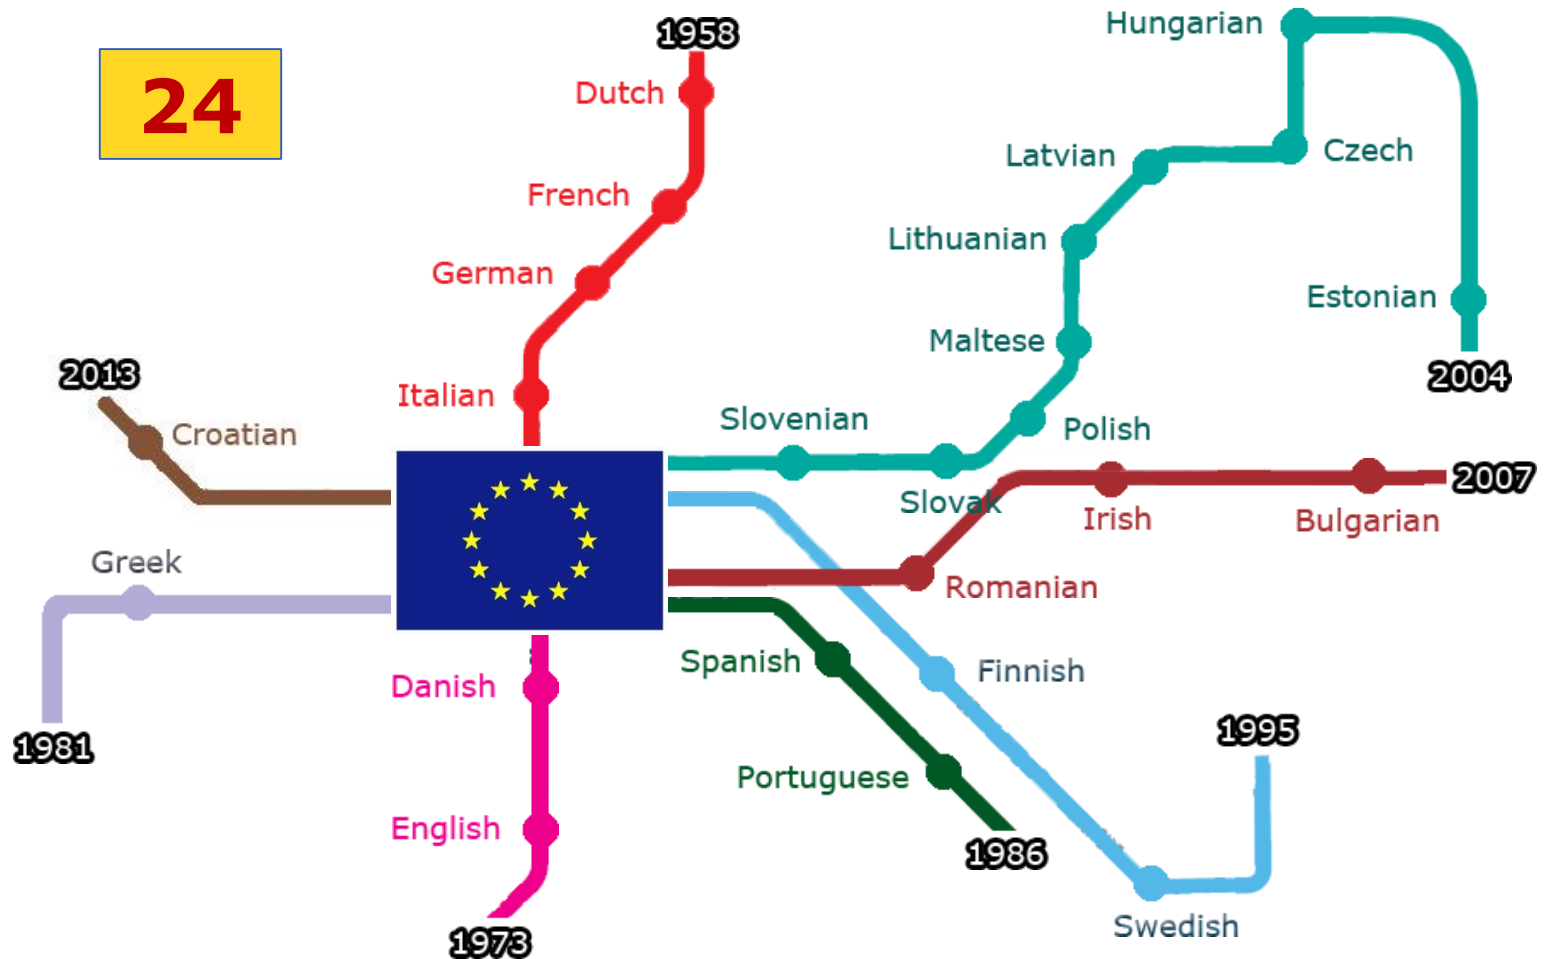 24
1958
Dutch
French
German
Italian
2013
Croatian
Greek
1981
Danish
English
1973
Hungarian
Czech
Latvian
Lithuanian
Estonian
2004
Maltese
Polish
Slovenian
Slovak
2007
Irish
Bulgarian
Romanian
Spanish
Portuguese
1986
Finnish
1995
Swedish